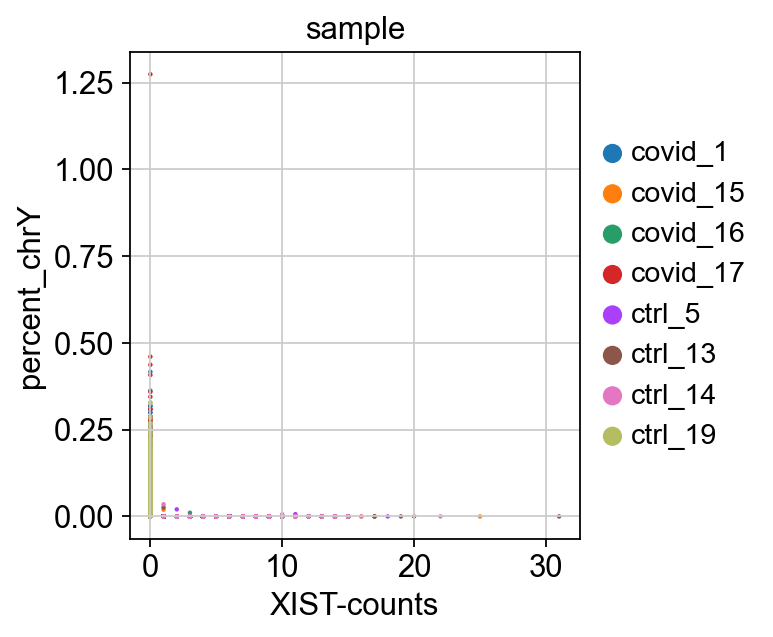 sample
percent_chrY
1.25
1.00
0.75
0.50
0.25
0.00
0
10
20
30
XIST-counts
covid_1
covid_15
covid_16
covid_17
ctrl_5
ctrl_13
ctrl_14
ctrl_19